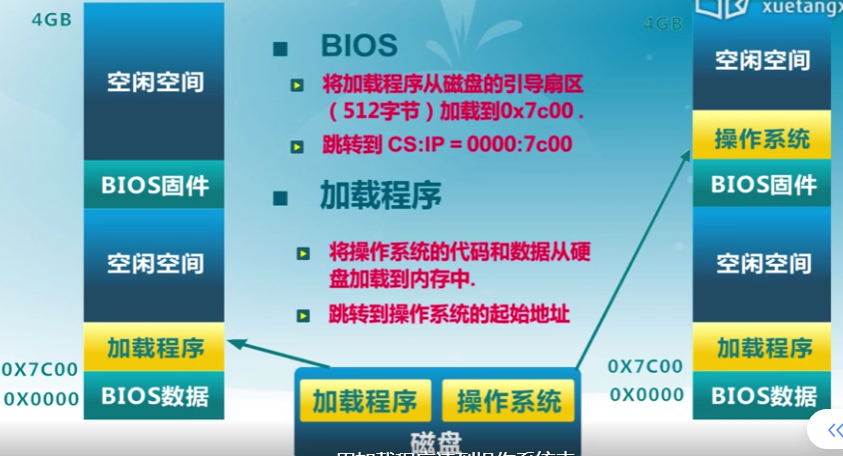 4GB
空闲空间
BIOS固件
空闲空间
加载程序
0X7C00
BIOS数据
0X0000
■ BIOS
将加载程序从磁盘的引导扇区
（512字节）加载到0x7c00 .
跳转到 CS:IP = 0000:7c00
■ 加载程序
将操作系统的代码和数据从硬
盘加载到内存中.
跳转到操作系统的起始地址
加载程序
操作系统
磁盘
xuetangx
4GB
空闲空间
操作系统
BIOS固件
空闲空间
加载程序
0X7C00
0X0000
BIOS数据